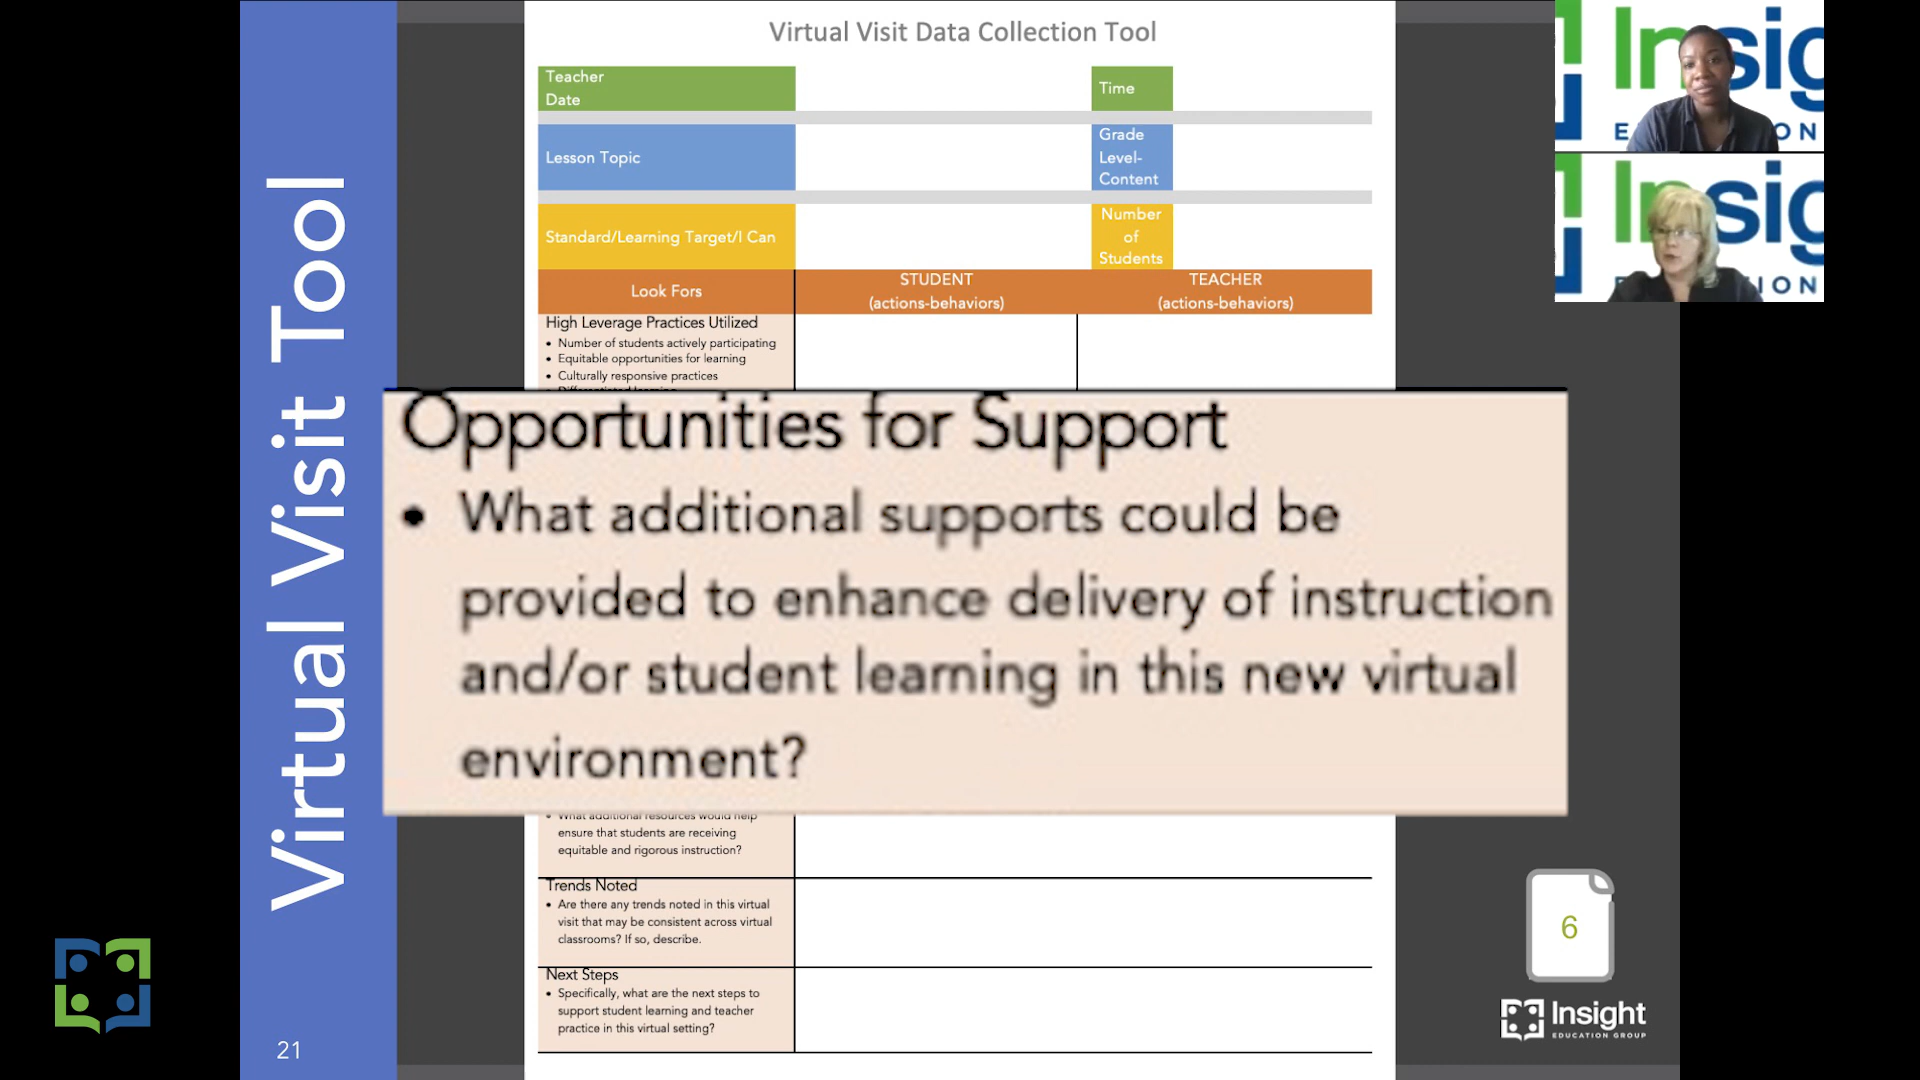 Virtual Visit Tool
21
Virtual Visit Data Collection Tool
Teacher
Date
Time
Lesson Topic
Grade
Level-
Content
Standard/Learning Target/I Can
Number
of
Students
Look Fors
STUDENT
(actions-behaviors)
TEACHER
(actions-behaviors)
High Leverage Practices Utilized
• Number of students actively participating
• Equitable opportunities for learning
• Culturally responsive practices
Opportunities for Support
• What additional supports could be
provided to enhance delivery of instruction
and/or student learning in this new virtual
environment?
• What additional resources would help
ensure that students are receiving
equitable and rigorous instruction?
Trends Noted
• Are there any trends noted in this virtual
visit that may be consistent across virtual
classrooms? If so, describe.
Next Steps
• Specifically, what are the next steps to
support student learning and teacher
practice in this virtual setting?
6
Insight
EDUCATION GROUP